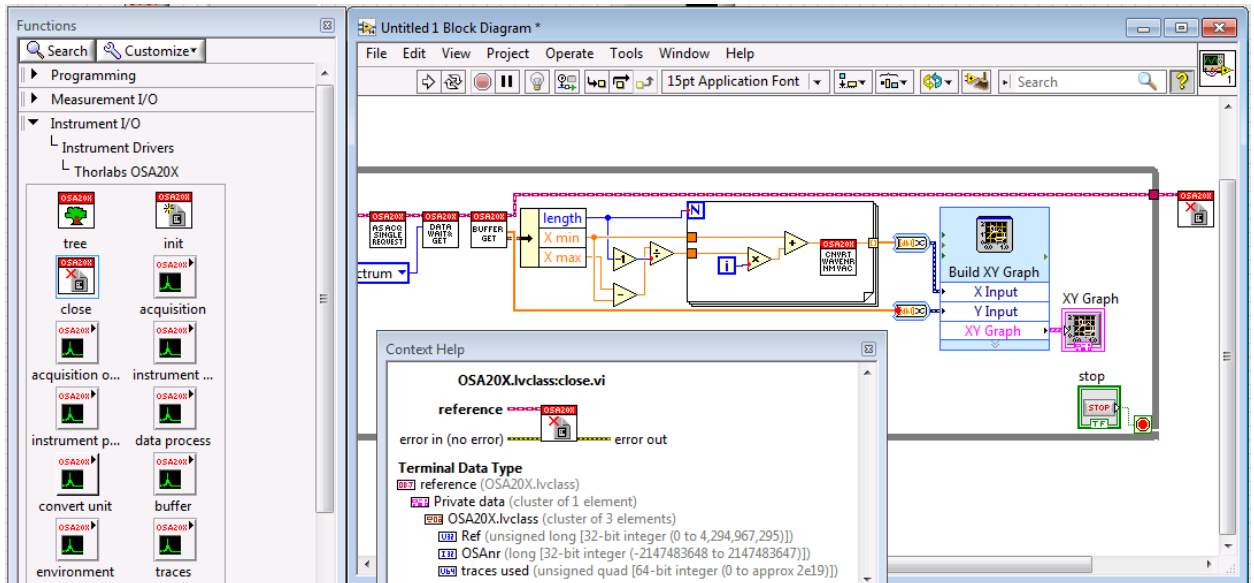 Functions
Search Customize
Programming
Measurement I/O
Instrument I/O
Instrument Drivers
Thorlabs OSA20X
OSA20X OSA20X
tree init
OSA20X OSA20X
close acquisition
OSA20X OSA20X
acquisition o... instrument ...
OSA20X OSA20X
instrument p... data process
OSA20X OSA20X
convert unit buffer
OSA20X OSA20X
environment traces
Untitled 1 Block Diagram *
File Edit View Project Operate Tools Window Help
15pt Application Font Search
1
OSA20X
OSA20X OSA20X OSA20X
AS ACQ SINGLE REQUEST
DATA WAIT& GET
BUFFER GET
ctrum
length
X min
X max
N
-1
÷
-
i
x
+
OSA20X
CNVRT WAVENR NM VAC
Build XY Graph
X Input
Y Input
XY Graph
XY Graph
stop
STOP
TF
Context Help
OSA20X.lvclass:close.vi
reference
OSA20X
error in (no error) error out
Terminal Data Type
OBJ reference (OSA20X.lvclass)
Private data (cluster of 1 element)
OSA20X.lvclass (cluster of 3 elements)
U32 Ref (unsigned long [32-bit integer (0 to 4,294,967,295)])
I32 OSAnr (long [32-bit integer (-2147483648 to 2147483647)])
U64 traces used (unsigned quad [64-bit integer (0 to approx 2e19)])